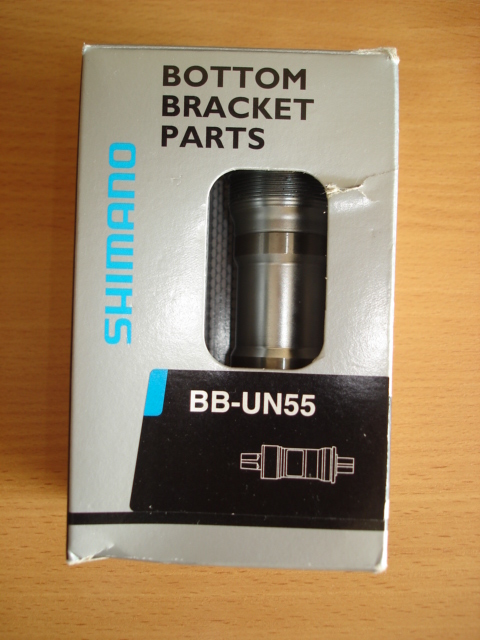 BOTTOM
BRACKET
PARTS
SHIMANO
BB-UN55